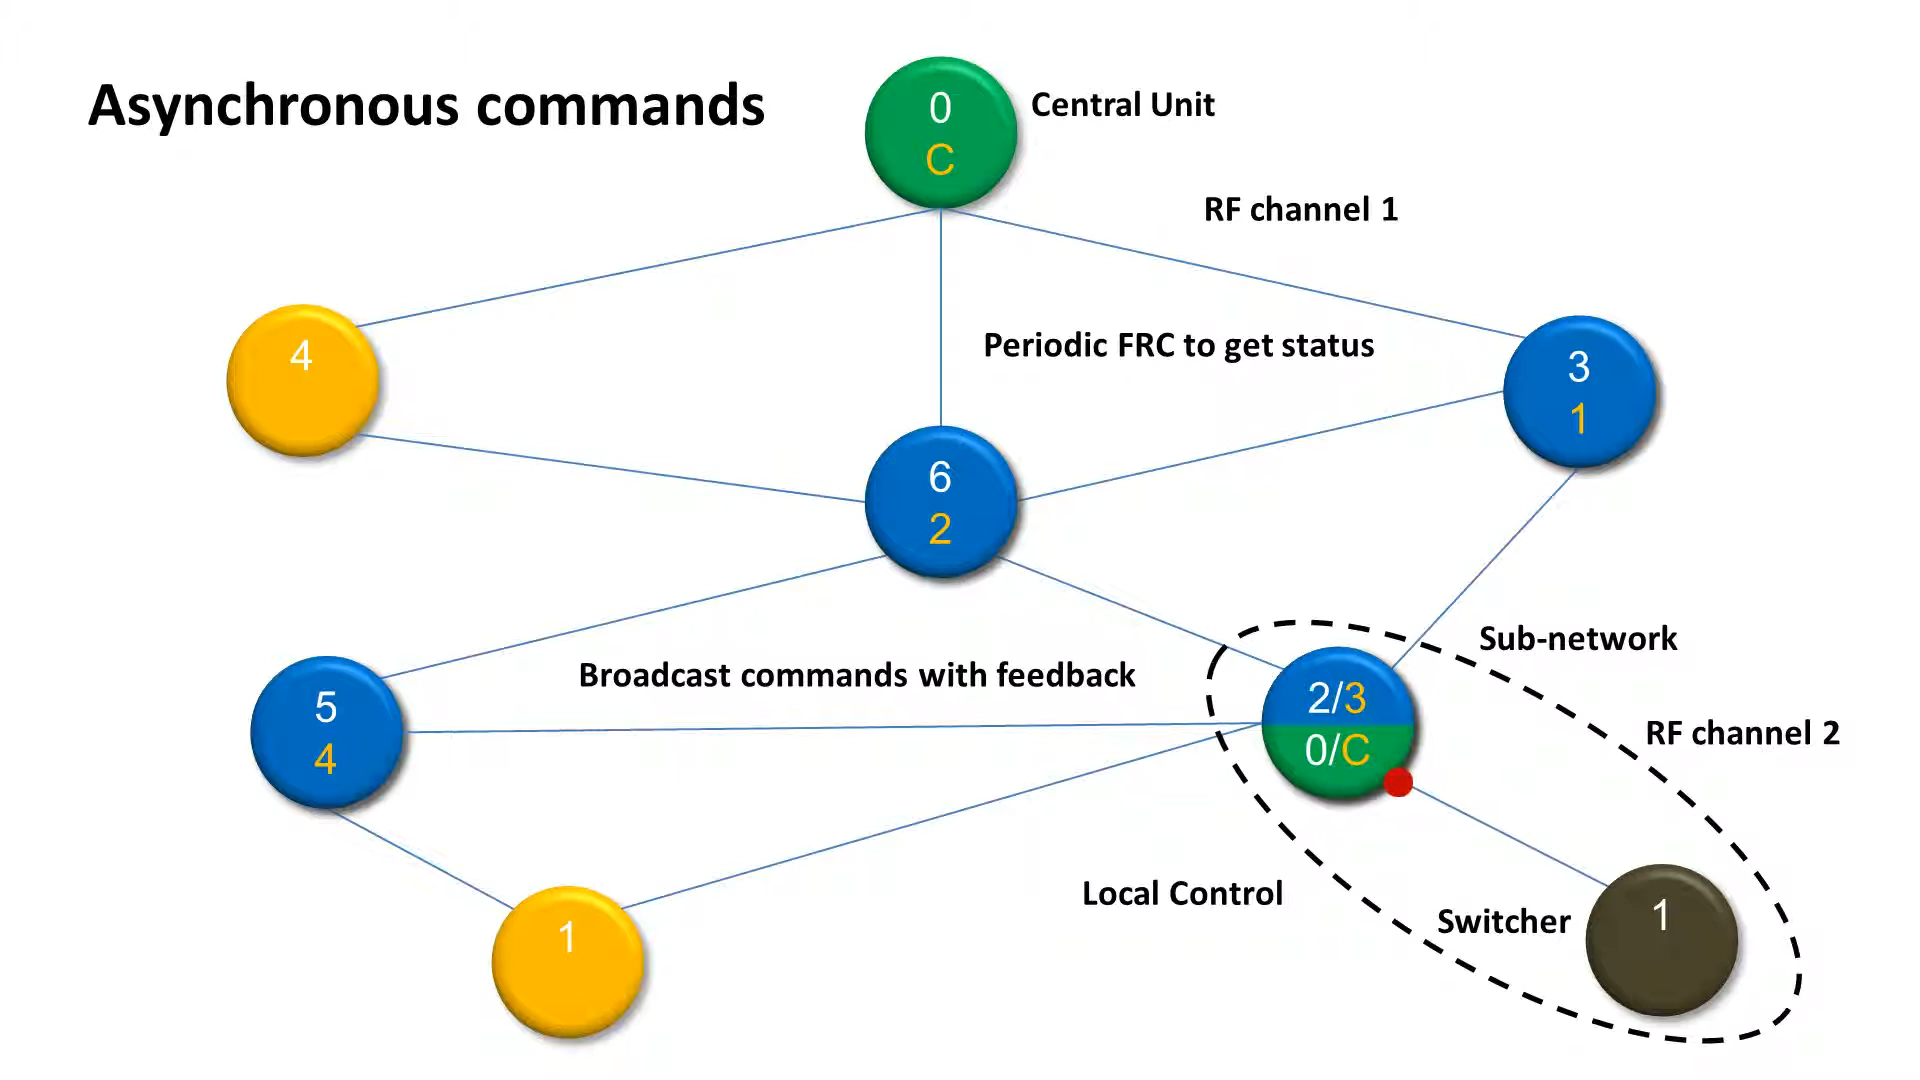 Asynchronous commands
0
C
Central Unit
RF channel 1
4
Periodic FRC to get status
3
1
6
2
Sub-network
Broadcast commands with feedback
5
4
2/3
0/C
RF channel 2
Local Control
Switcher
1
1